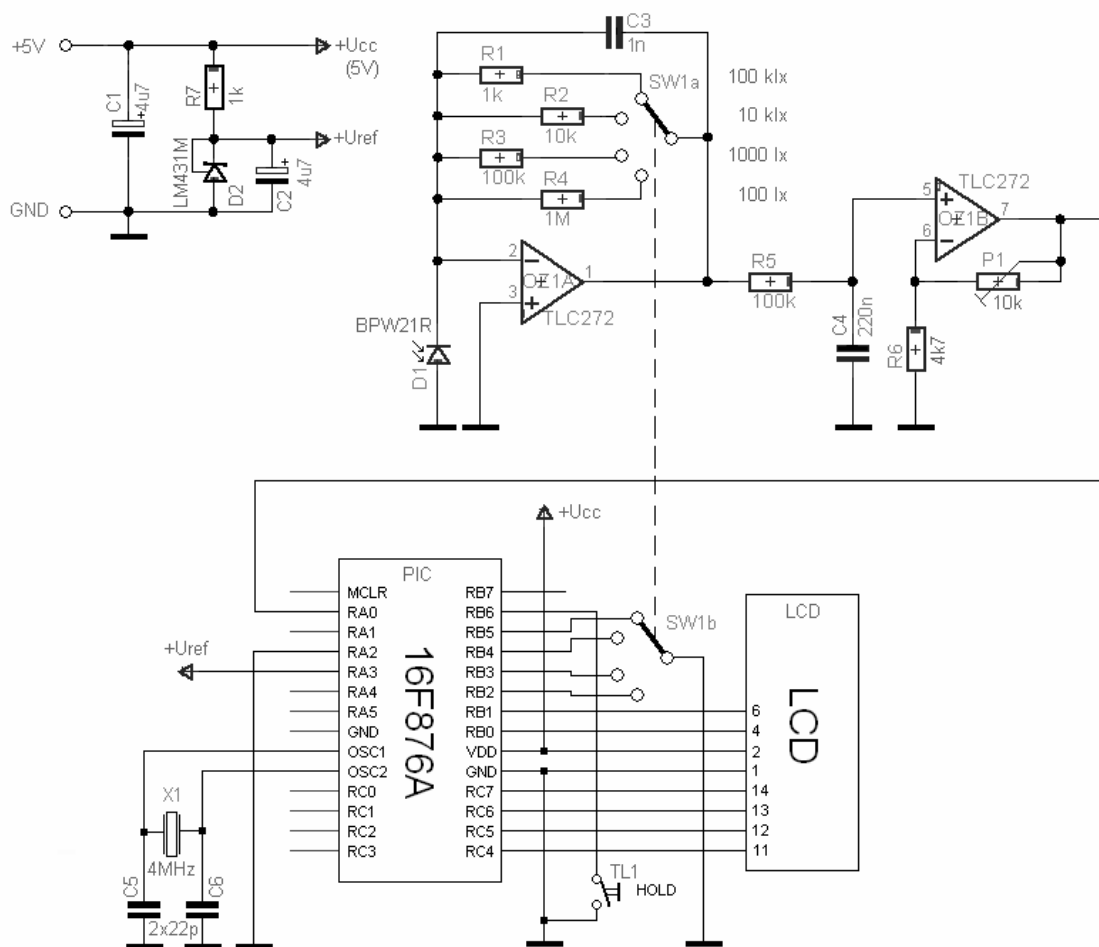 +5V
+Ucc
(5V)
C1
4u7
+
R7
1k
+Uref
LM431M
D2
C2
4u7
+
GND
C3
1n
R1
1k
SW1a
100 klx
R2
10k
10 klx
R3
100k
1000 lx
R4
1M
100 lx
2
3
OZ1A
1
TLC272
BPW21R
D1
R5
100k
C4
220n
TLC272
5
6
OZ1B
7
P1
10k
R6
4k7
+Ucc
PIC
16F876A
MCLR
RA0
RA1
RA2
RA3
RA4
RA5
GND
OSC1
OSC2
RC0
RC1
RC2
RC3
RB7
RB6
RB5
RB4
RB3
RB2
RB1
RB0
VDD
GND
RC7
RC6
RC5
RC4
+Uref
SW1b
LCD
LCD
6
4
2
1
14
13
12
11
X1
4MHz
C5
C6
2x22p
TL1
HOLD